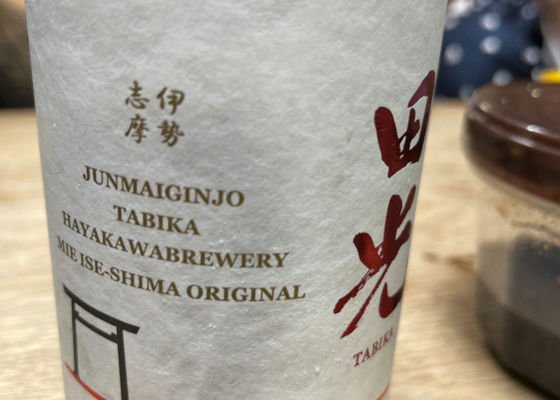 伊勢
志摩
JUNMAIGINJO
TABIKA
HAYAKAWABREWERY
MIE ISE-SHIMA ORIGINAL
田光
TABIKA